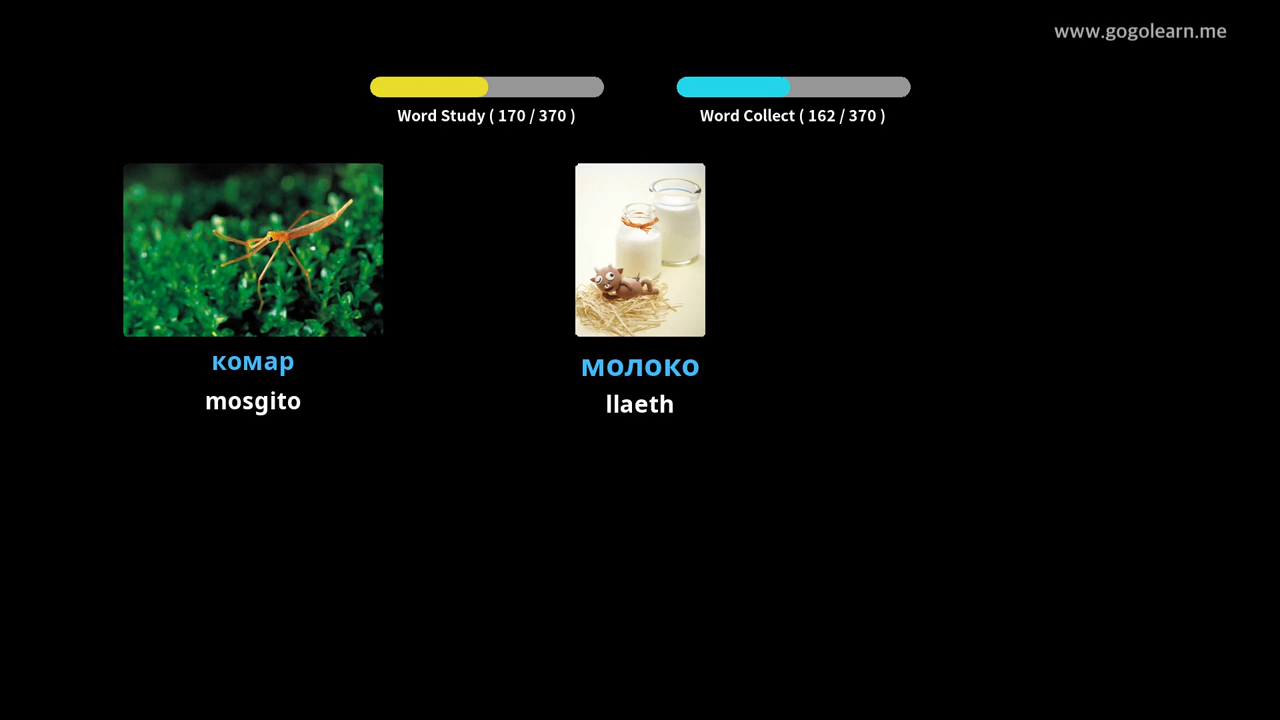 www.gogolearn.me
Word Study ( 170 / 370 )
Word Collect ( 162 / 370 )
комар
mosgito
молоко
llaeth